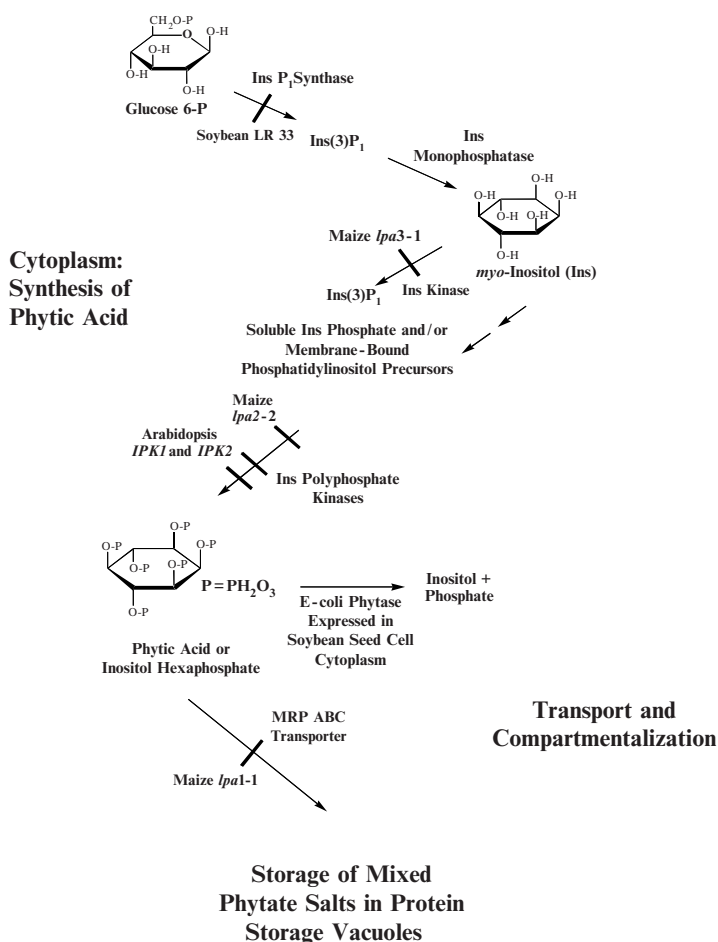 CH2O-P
O
O-H
O-H
O-H
O-H
Glucose 6-P
Ins P1Synthase
Soybean LR 33
Ins(3)P1
Ins
Monophosphatase
O-H
O-H
O-H
O-H
O-H
O-H
myo-Inositol (Ins)
Maize lpa3-1
Ins(3)P1
Ins Kinase
Cytoplasm:
Synthesis of
Phytic Acid
Soluble Ins Phosphate and/or
Membrane-Bound
Phosphatidylinositol Precursors
Maize
lpa2-2
Arabidopsis
IPK1 and IPK2
Ins Polyphosphate
Kinases
O-P
O-P
O-P
O-P
O-P
O-P
P=PH2O3
Inositol +
Phosphate
E-coli Phytase
Expressed in
Soybean Seed Cell
Cytoplasm
Phytic Acid or
Inositol Hexaphosphate
MRP ABC
Transporter
Maize lpa1-1
Transport and
Compartmentalization
Storage of Mixed
Phytate Salts in Protein
Storage Vacuoles